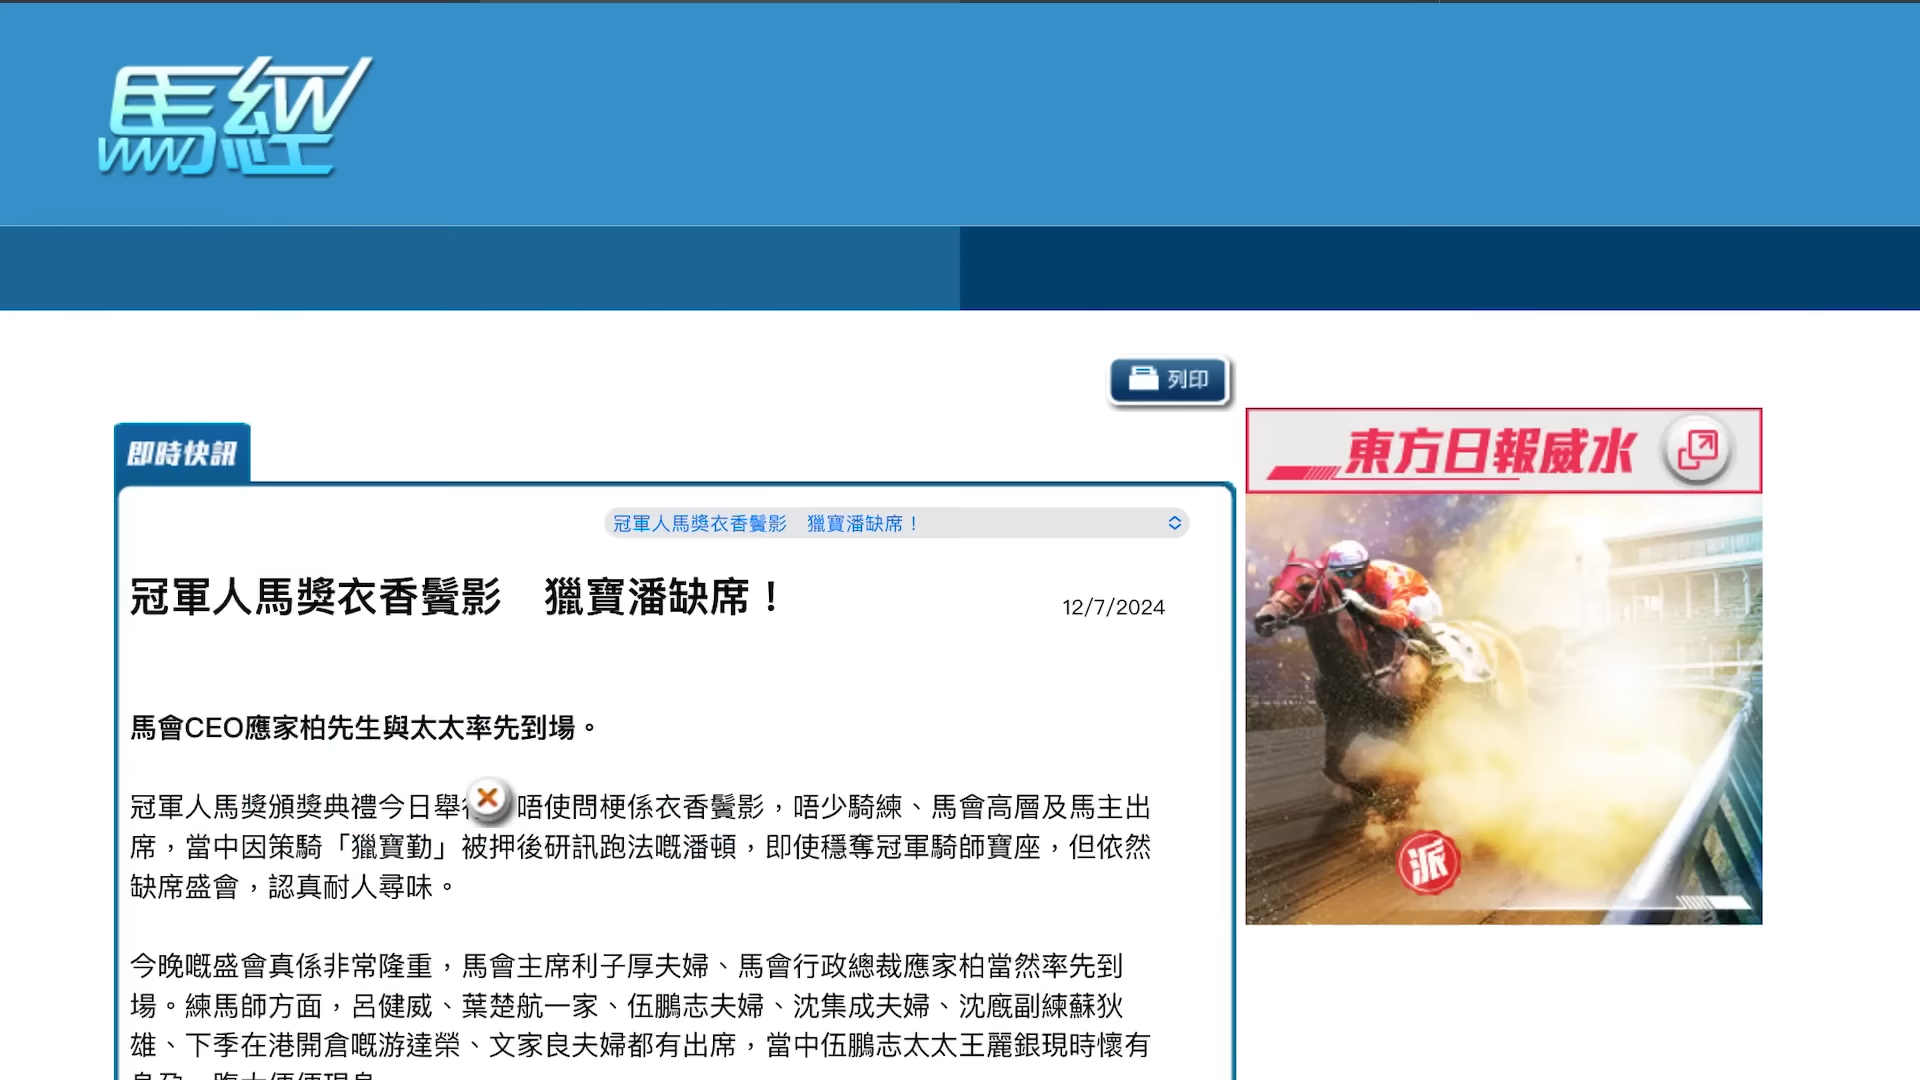 馬經
列印
即時快訊
東方日報威水
冠軍人馬獎衣香鬢影　獵寶潘缺席！
冠軍人馬獎衣香鬢影　獵寶潘缺席！
12/7/2024
馬會CEO應家柏先生與太太率先到場。
冠軍人馬獎頒獎典禮今日舉 唔使問梗係衣香鬢影，唔少騎練、馬會高層及馬主出
席，當中因策騎「獵寶勤」被押後研訊跑法嘅潘頓，即使穩奪冠軍騎師寶座，但依然
缺席盛會，認真耐人尋味。
派
今晚嘅盛會真係非常隆重，馬會主席利子厚夫婦、馬會行政總裁應家柏當然率先到
場。練馬師方面，呂健威、葉楚航一家、伍鵬志夫婦、沈集成夫婦、沈廐副練蘇狄
雄、下季在港開倉嘅游達榮、文家良夫婦都有出席，當中伍鵬志太太王麗銀現時懷有